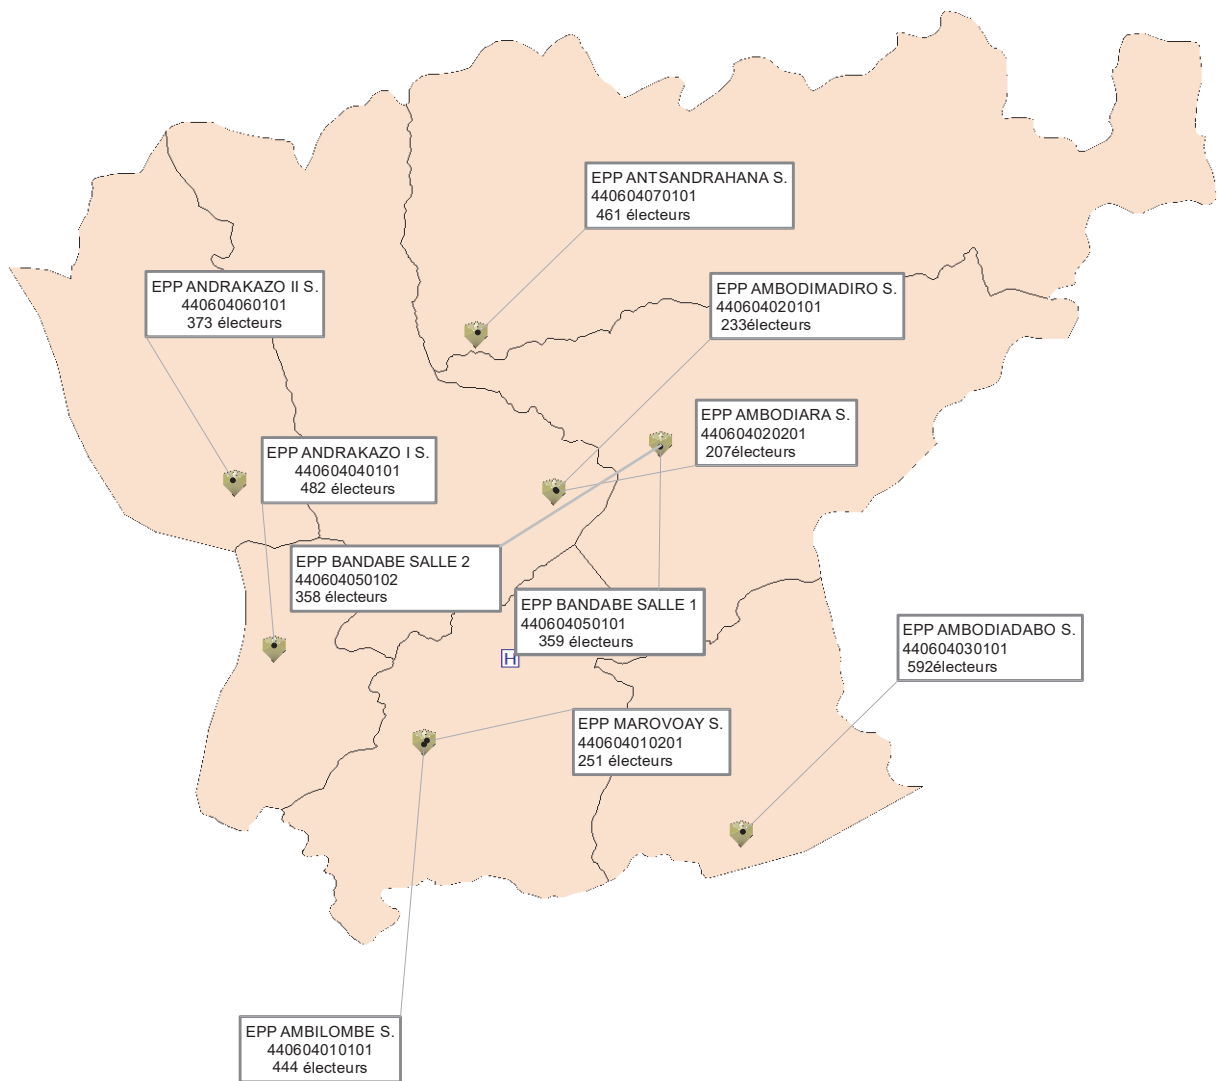 EPP ANTSANDRAHANA S.
440604070101
461 électeurs
EPP ANDRAKAZO II S.
440604060101
373 électeurs
EPP AMBODIMADIRO S.
440604020101
233électeurs
EPP AMBODIARA S.
440604020201
207électeurs
EPP ANDRAKAZO I S.
440604040101
482 électeurs
EPP BANDABE SALLE 2
440604050102
358 électeurs
EPP BANDABE SALLE 1
440604050101
359 électeurs
EPP AMBODIADABO S.
440604030101
592électeurs
H
EPP MAROVOAY S.
440604010201
251 électeurs
EPP AMBILOMBE S.
440604010101
444 électeurs